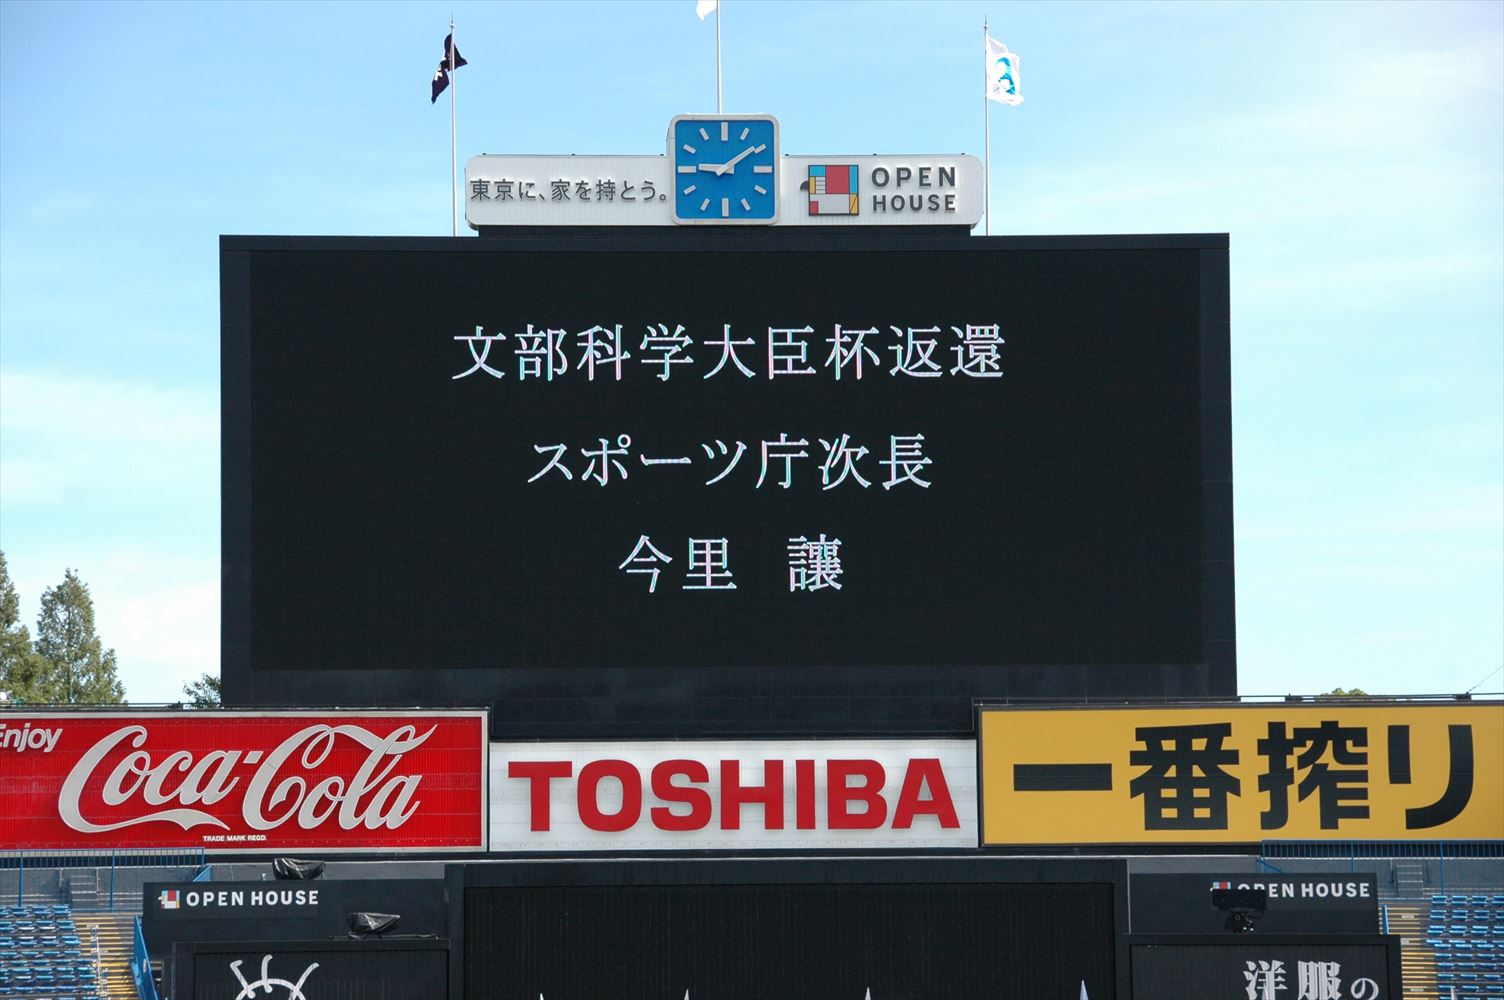 東京に、家を持とう。
OPEN
HOUSE
文部科学大臣杯返還
スポーツ庁次長
今里 讓
Enjoy
Coca-Cola
TRADE MARK REGD.
TOSHIBA
一番搾り
OPEN HOUSE
OPEN HOUSE
洋服の